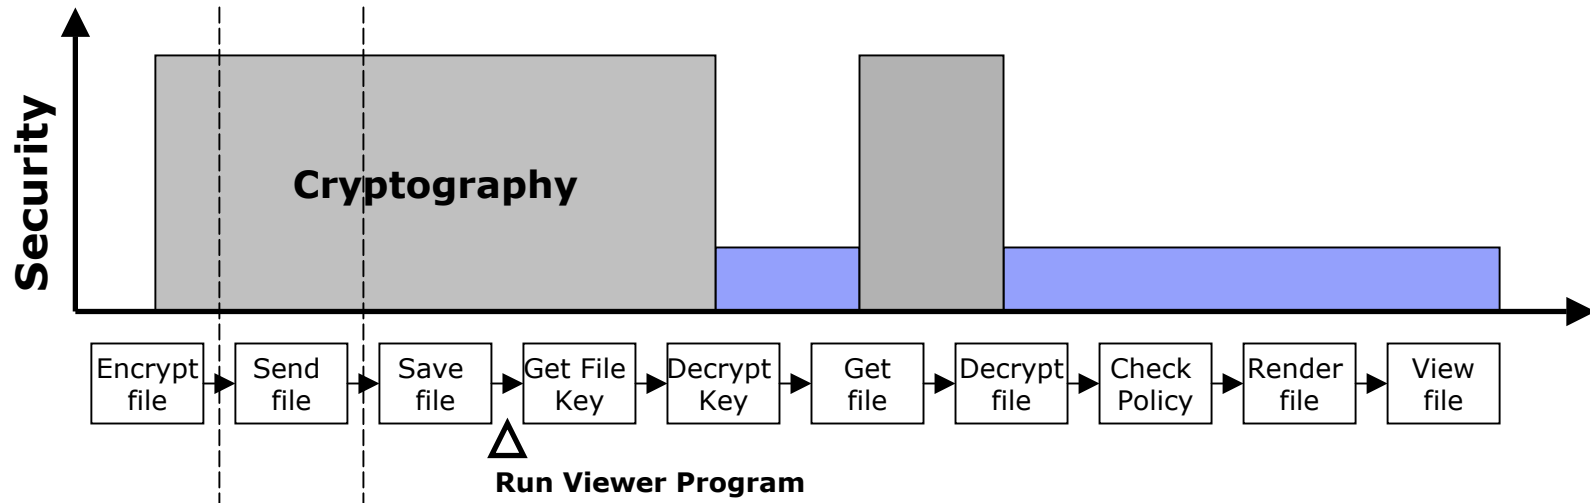 Security
Cryptography
Encrypt
file
Send
file
Save
file
Get File
Key
Decrypt
Key
Get
file
Decrypt
file
Check
Policy
Render
file
View
file
Run Viewer Program